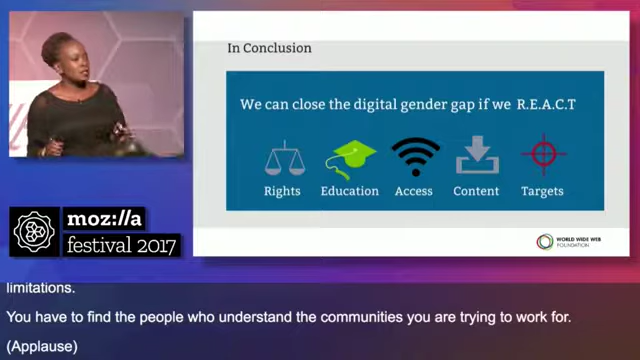 In Conclusion
We can close the digital gender gap if we R.E.A.C.T
Rights Education Access Content Targets
WORLD WIDE WEB
FOUNDATION
moz://a
festival 2017
limitations.
You have to find the people who understand the communities you are trying to work for.
(Applause)